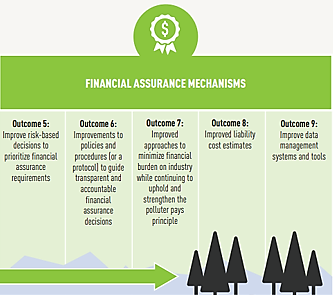 $
FINANCIAL ASSURANCE MECHANISMS
Outcome 5:
Improve risk-based
decisions to
prioritize financial
assurance
requirements
Outcome 6:
Improvements to
policies and
procedures (or a
protocol) to guide
transparent and
accountable
financial
assurance
decisions
Outcome 7:
Improved
approaches to
minimize financial
burden on industry
while continuing to
uphold and
strengthen the
polluter pays
principle
Outcome 8:
Improved liability
cost estimates
Outcome 9:
Improve data
management
systems and tools